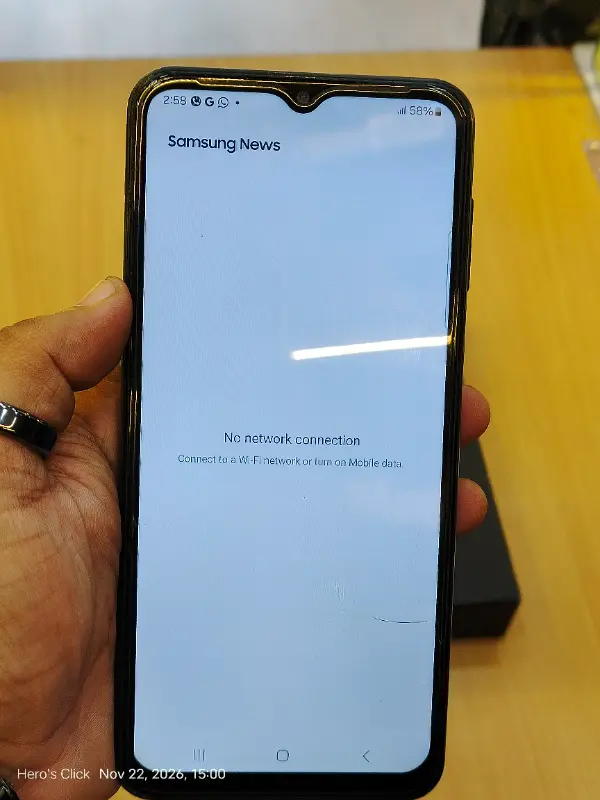 2:58 G
58%
Samsung News
No network connection
Connect to a Wi-Fi network or turn on Mobile data.
Hero's Click Nov 22, 2026, 15:00